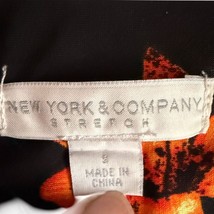 NEW YORK & COMPANY
STRETCH
S
MADE IN
CHINA